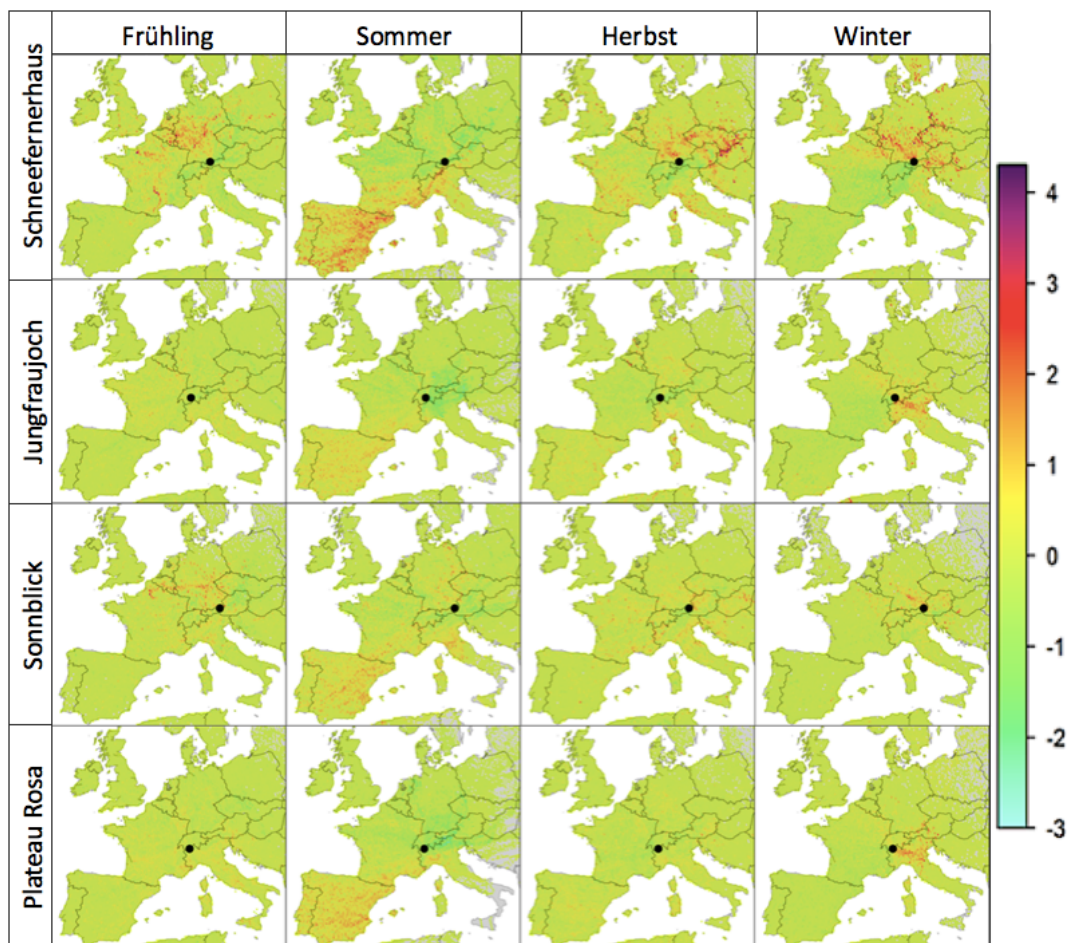 Frühling Sommer Herbst Winter
Schneefernerhaus
Jungfraujoch
Sonnblick
Plateau Rosa
4
3
2
1
0
-1
-2
-3